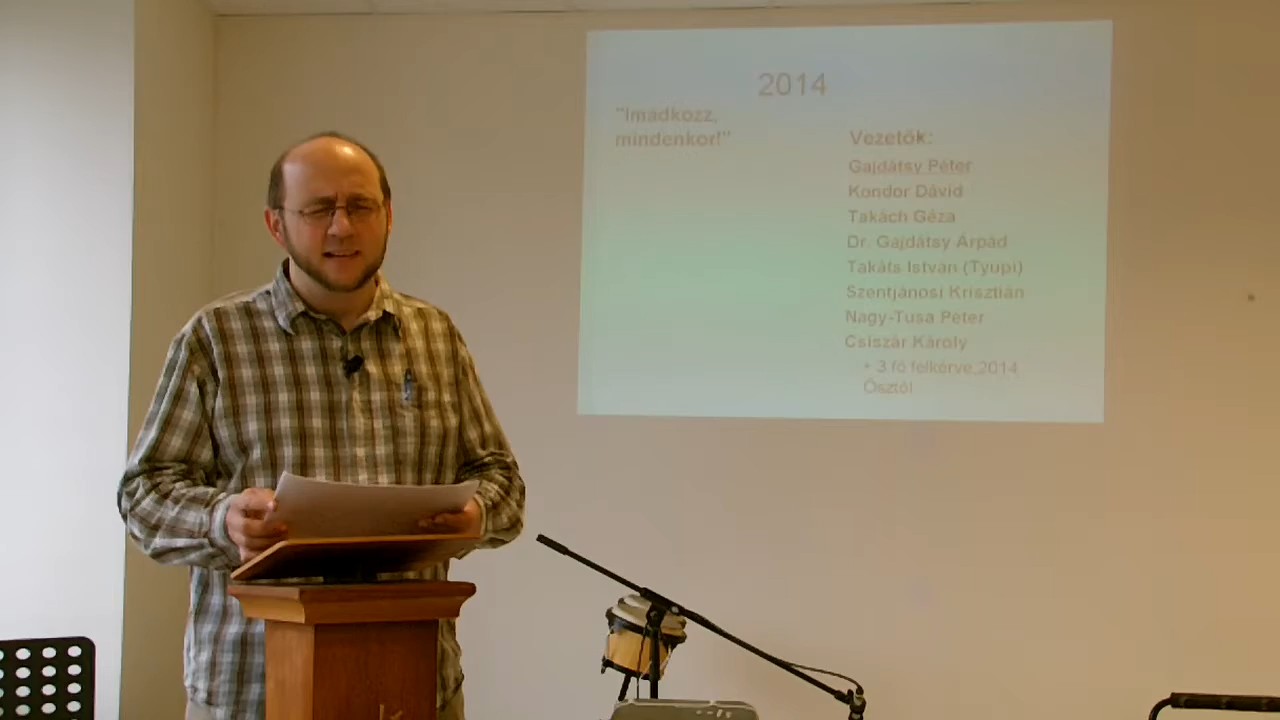 2014
"Imádkozz,
mindenkor!"
Vezetők:
Gajdátsy Péter
Kondor Dávid
Takách Géza
Dr. Gajdátsy Árpád
Takáts István (Tyupi)
Szentjánosi Krisztián
Nagy-Tusa Péter
Csiszár Károly
+ 3 fő felkérve,2014
Ősztől